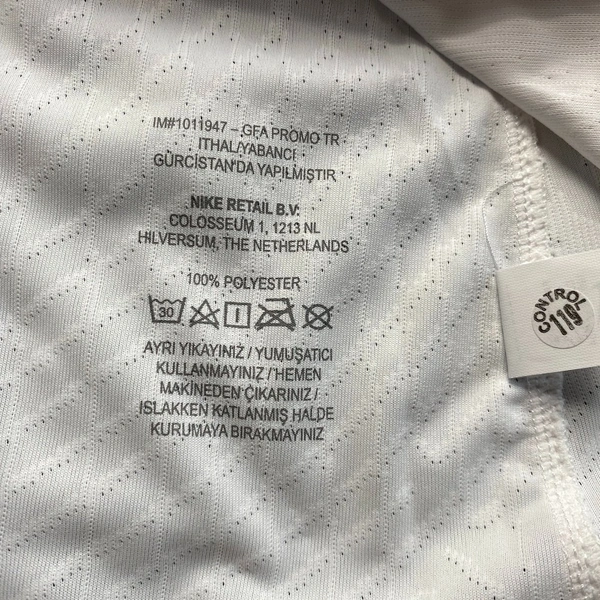 IM#1011947 – GFA PROMO TR
ITHAL/YABANCI
GÜRCİSTAN'DA YAPILMIŞTIR
NIKE RETAIL B.V:
COLOSSEUM 1, 1213 NL
HILVERSUM, THE NETHERLANDS
100% POLYESTER
30
AYRI YIKAYINIZ / YUMUŞATICI
KULLANMAYINIZ / HEMEN
MAKİNEDEN ÇIKARINIZ /
ISLAKKEN KATLANMIŞ HALDE
KURUMAYA BIRAKMAYINIZ
CONTROL
119